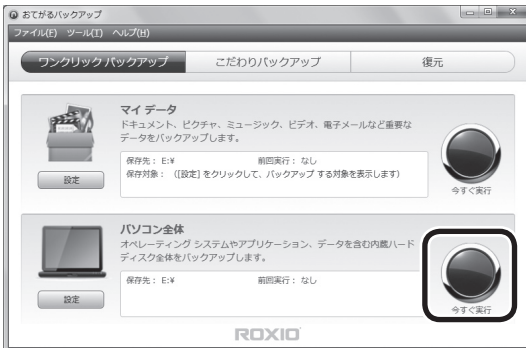 おてがるバックアップ
ファイル(F) ツール(T) ヘルプ(H)
ワンクリックバックアップ こだわりバックアップ 復元
マイ データ
ドキュメント、ピクチャ、ミュージック、ビデオ、電子メールなど重要な
データをバックアップします。
保存先： E:¥ 前回実行： なし
保存対象： （[設定] をクリックして、バックアップ する対象を表示します）
設定
今すぐ実行
パソコン全体
オペレーティング システムやアプリケーション、データを含む内蔵ハード
ディスク全体をバックアップします。
保存先： E:¥ 前回実行： なし
設定
今すぐ実行
ROXIO